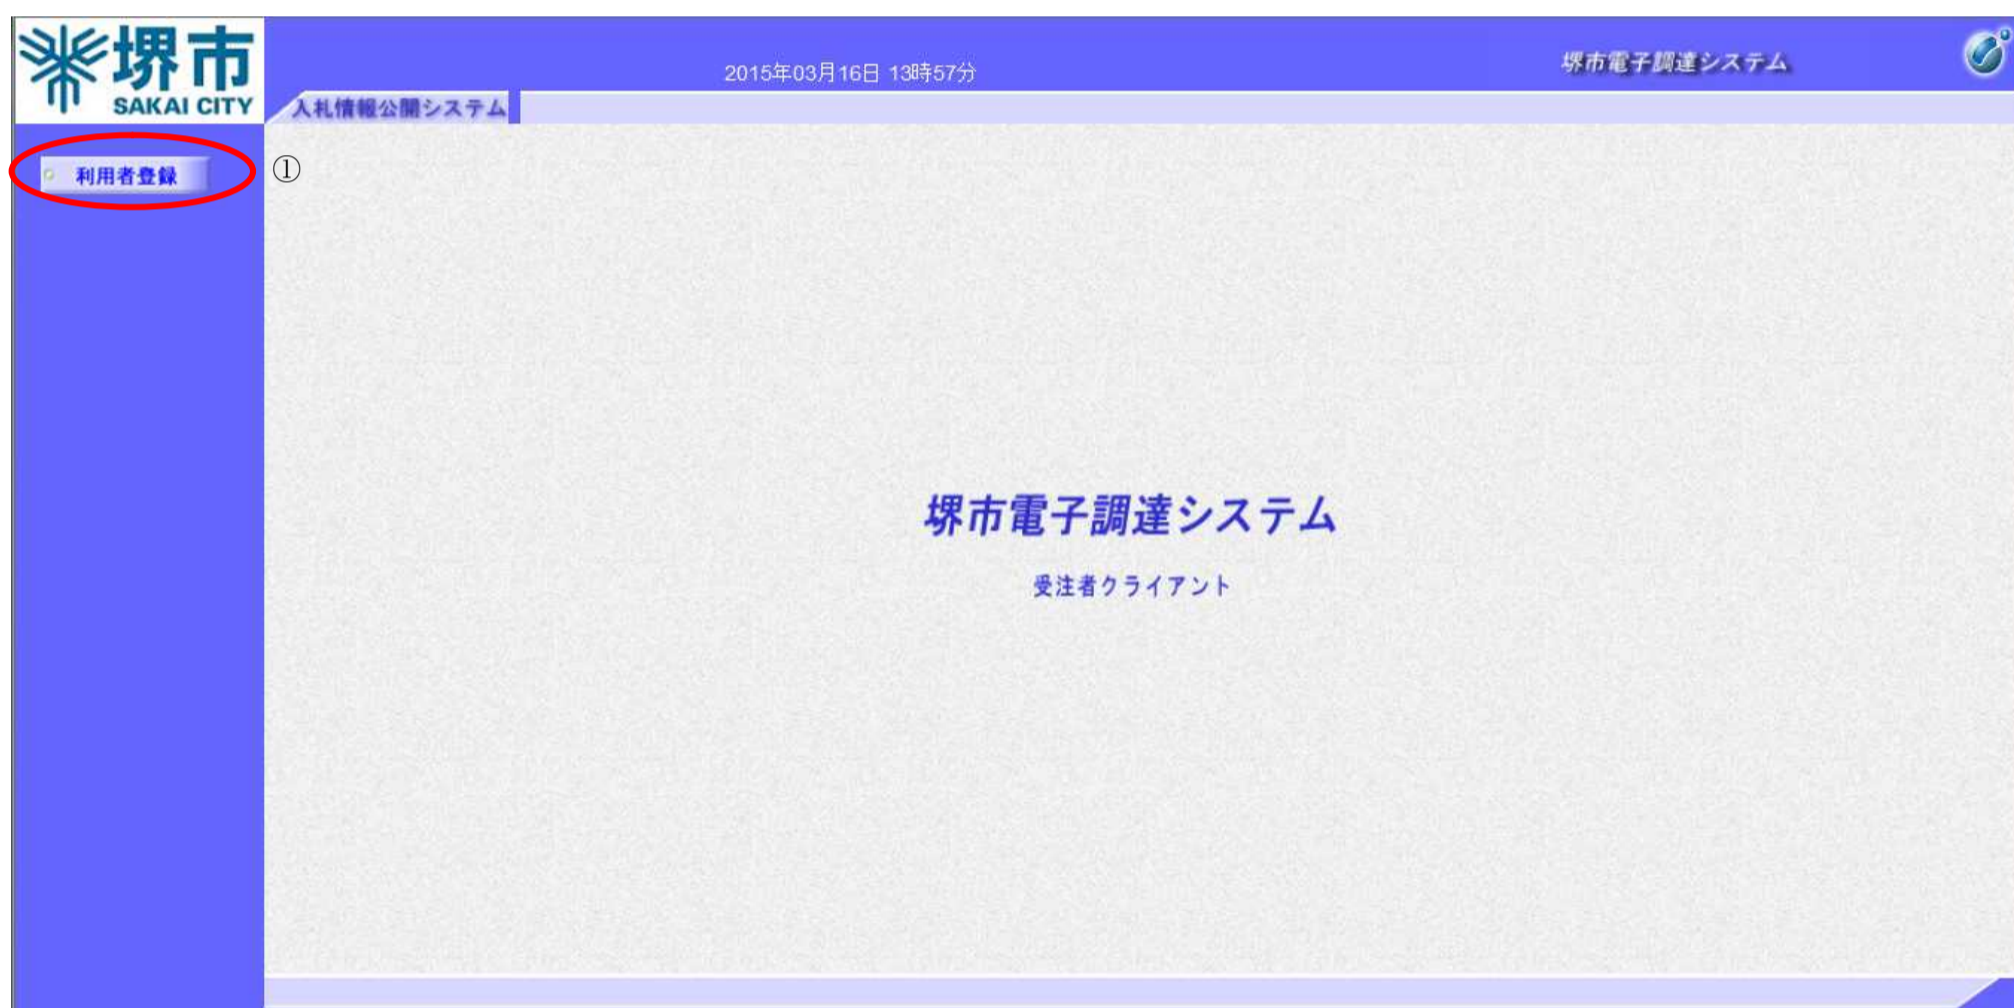 堺市
SAKAI CITY
2015年03月16日 13時57分
堺市電子調達システム
入札情報公開システム
利用者登録
①
堺市電子調達システム
受注者クライアント